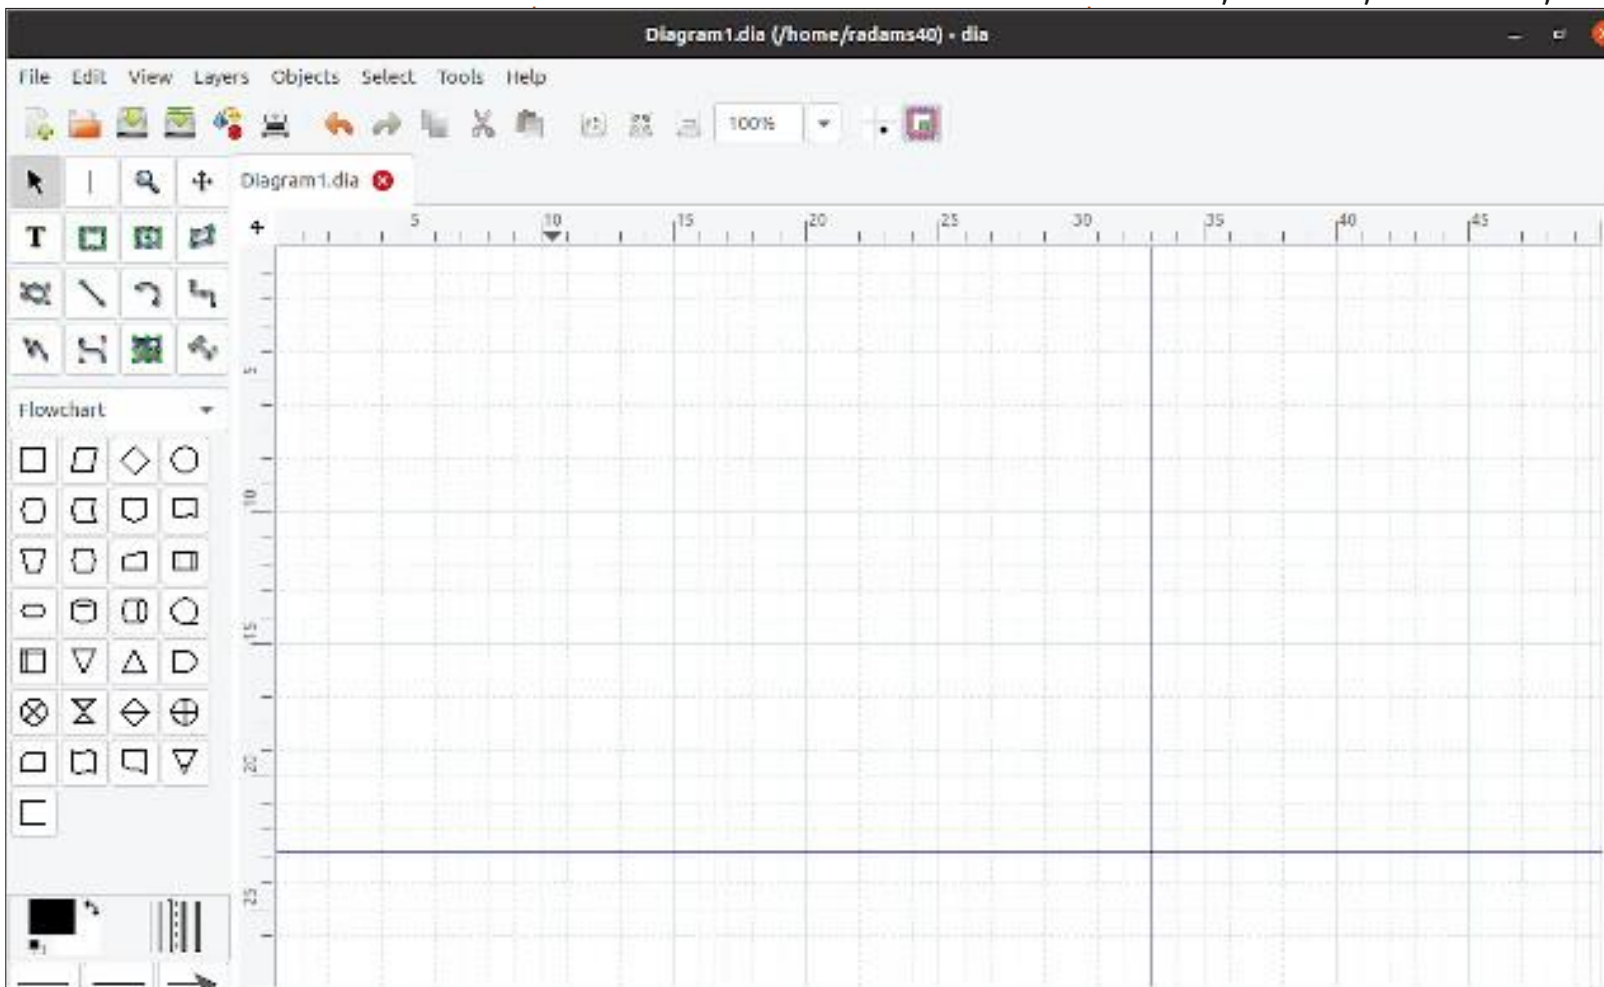 Diagram1.dia (/home/radams40) - dia
File Edit View Layers Objects Select Tools Help
100%
Diagram1.dia
5 10 15 20 25 30 35 40 45
T
5
Flowchart
10
15
20
25